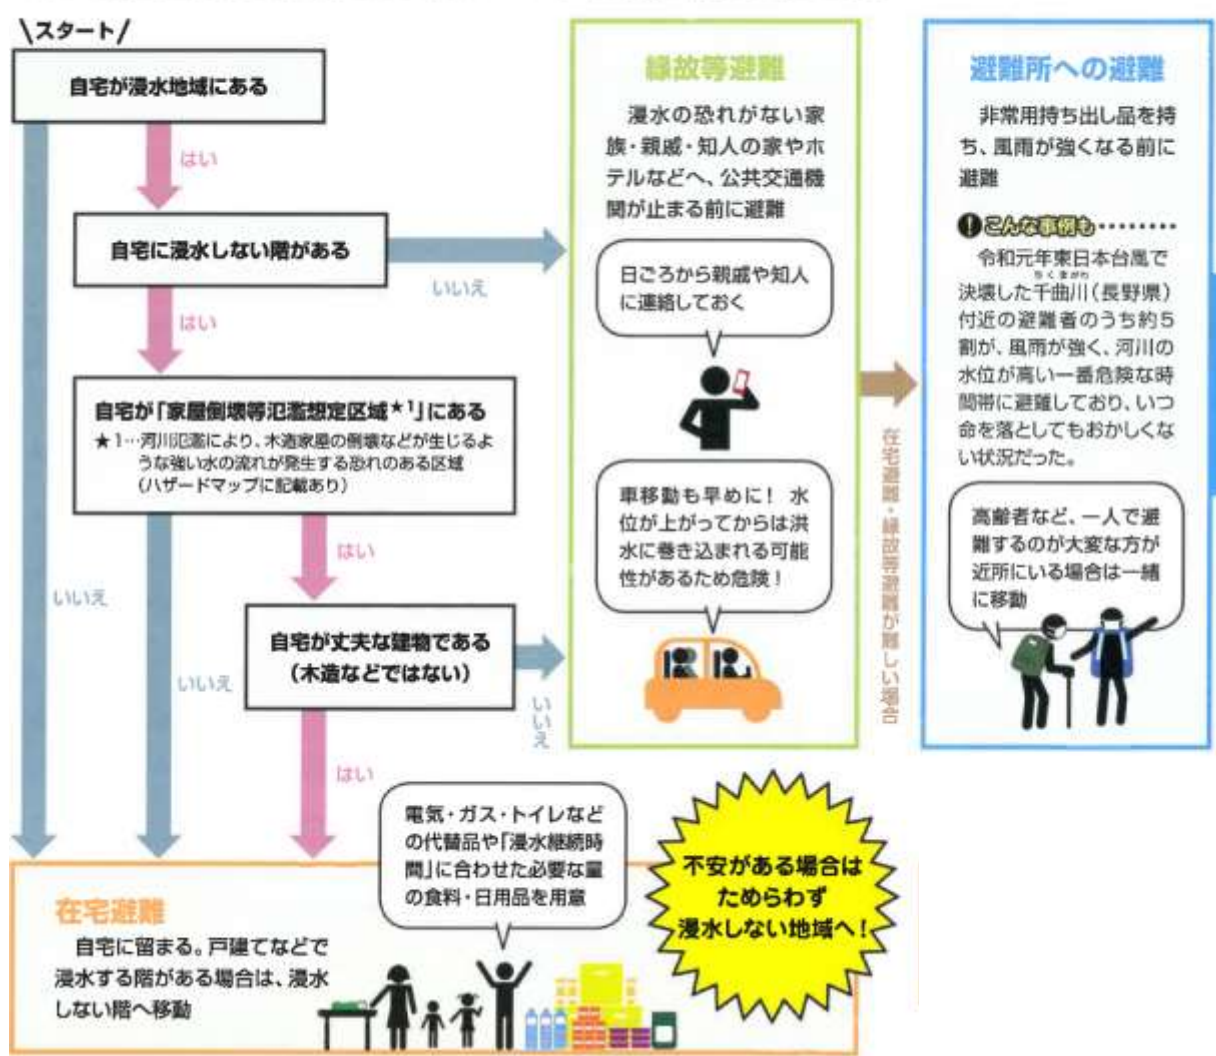 \スタート/
自宅が浸水地域にある
はい
いいえ
自宅に浸水しない階がある
いいえ
はい
自宅が「家屋倒壊等氾濫想定区域★1」にある
★1…河川氾濫により、木造家屋の倒壊などが生じるよ
うな強い水の流れが発生する恐れのある区域
(ハザードマップに記載あり)
はい
いいえ
自宅が丈夫な建物である
(木造などではない)
いいえ
はい
縁故等避難
浸水の恐れがない家
族・親戚・知人の家やホ
テルなどへ、公共交通機
関が止まる前に避難
日ごろから親戚や知人
に連絡しておく
車移動も早めに! 水
位が上がってからは洪
水に巻き込まれる可能
性があるため危険!
在宅避難・縁故等避難が難しい場合
避難所への避難
非常用持ち出し品を持
ち、風雨が強くなる前に
避難
!こんな事例も………
令和元年東日本台風で
ちくまがわ
決壊した千曲川(長野県)
付近の避難者のうち約5
割が、風雨が強く、河川の
水位が高い一番危険な時
間帯に避難しており、いつ
命を落としてもおかしくな
い状況だった。
高齢者など、一人で避
難するのが大変な方が
近所にいる場合は一緒
に移動
在宅避難
自宅に留まる。戸建てなどで
浸水する階がある場合は、浸水
しない階へ移動
電気・ガス・トイレなど
の代替品や「浸水継続時
間」に合わせた必要な量
の食料・日用品を用意
不安がある場合は
ためらわず
浸水しない地域へ!